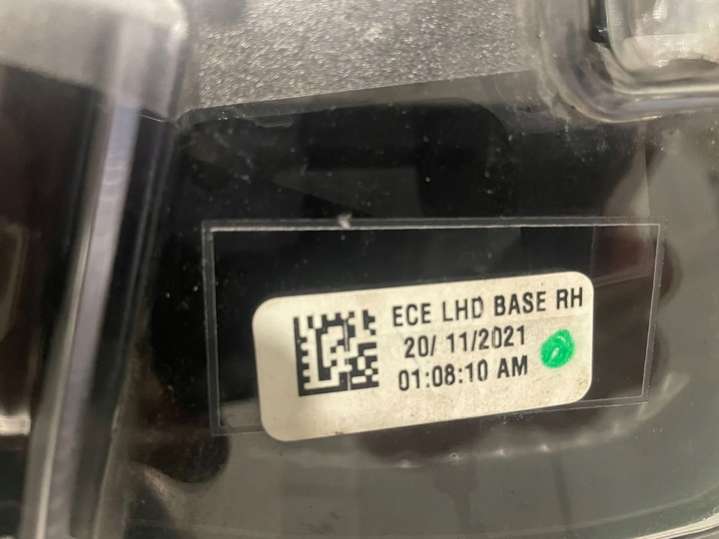 ECE LHD BASE RH
20/ 11/2021
01:08:10 AM